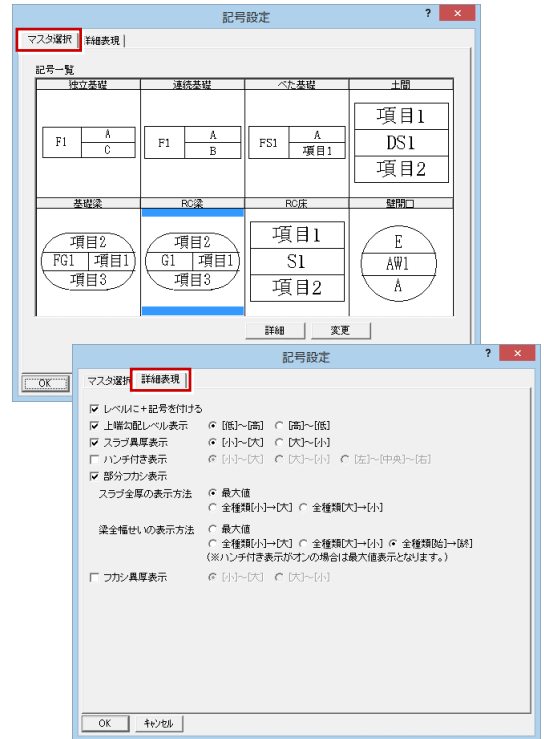 記号設定
?
×
マスタ選択
詳細表現
記号一覧
独立基礎
連続基礎
べた基礎
土間
F1
A
C
F1
A
B
FS1
A
項目1
項目1
DS1
項目2
基礎梁
RC梁
RC床
壁開口
項目2
FG1
項目1
項目3
項目2
G1
項目1
項目3
項目1
S1
項目2
E
AW1
A
詳細
変更
OK
記号設定
?
×
マスタ選択
詳細表現
レベルに+記号を付ける
上端勾配レベル表示 [低]~[高] [高]~[低]
スラブ異厚表示 [小]~[大] [大]~[小]
ハンチ付き表示 [小]~[大] [大]~[小] [左]~[中央]~[右]
部分フカシ表示
スラブ全厚の表示方法 最大値
全種類[小]→[大] 全種類[大]→[小]
梁全幅せいの表示方法 最大値
全種類[小]→[大] 全種類[大]→[小] 全種類[始]→[終]
(※ハンチ付き表示がオンの場合は最大値表示となります。)
フカシ異厚表示 [小]~[大] [大]~[小]
OK
キャンセル